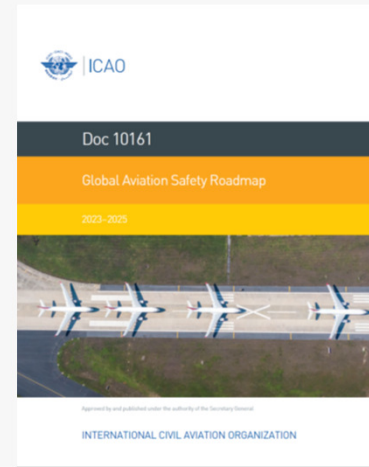 ICAO
Doc 10161
Global Aviation Safety Roadmap
2023–2025
Approved by and published under the authority of the Secretary General
INTERNATIONAL CIVIL AVIATION ORGANIZATION